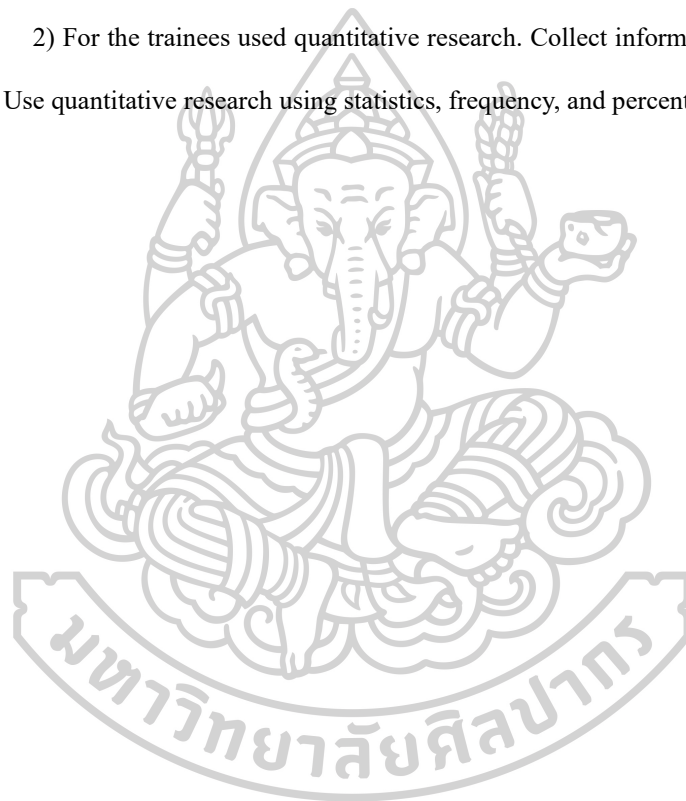 2) For the trainees used quantitative research. Collect inform
Use quantitative research using statistics, frequency, and percent
มหาวิทยาลัยศิลปากร